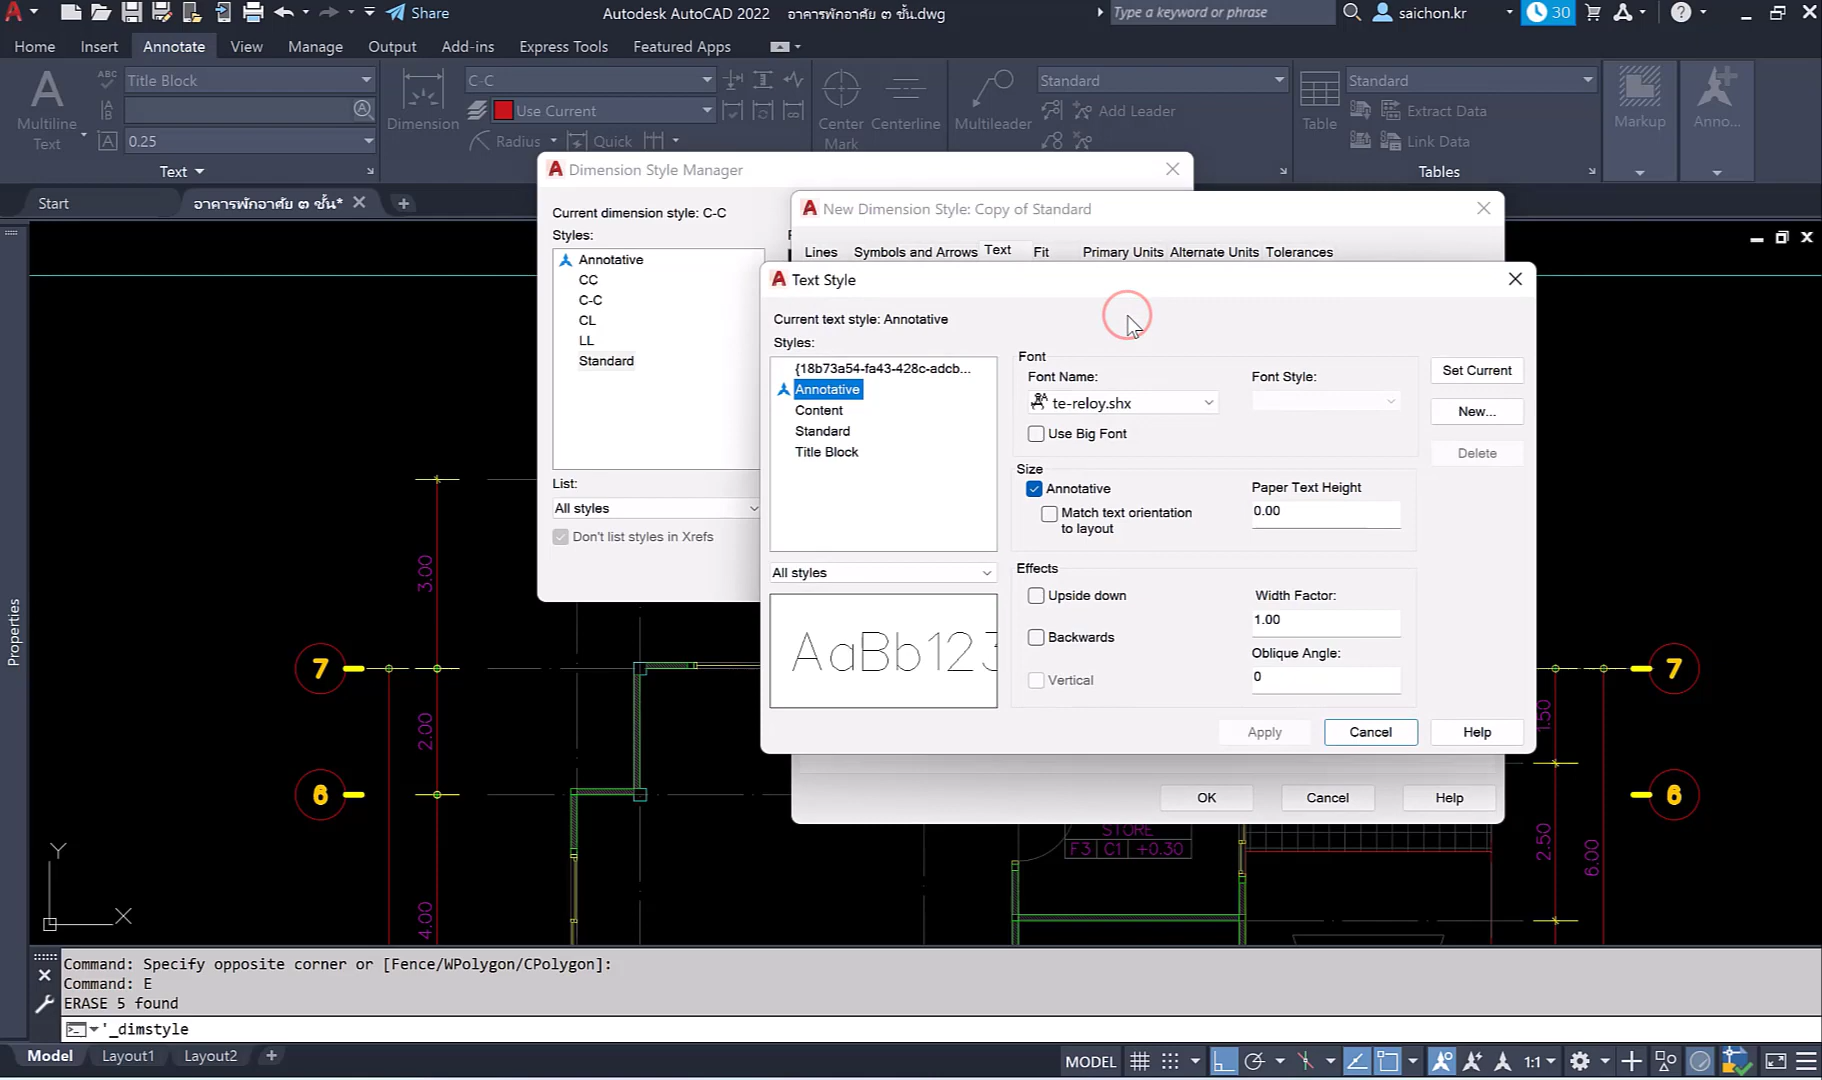 Share
Autodesk AutoCAD 2022 อาคารพักอาศัย ๓ ชั้น.dwg
Type a keyword or phrase
saichon.kr
30
Home Insert Annotate View Manage Output Add-ins Express Tools Featured Apps
ABC
Title Block
0.25
Multiline
Text
Text
Dimension
C-C
Use Current
Radius
Quick
Center
Mark
Centerline
Multileader
Standard
Add Leader
Table
Standard
Extract Data
Link Data
Tables
Markup
Anno...
Start
อาคารพักอาศัย ๓ ชั้น*
Properties
Dimension Style Manager
Current dimension style: C-C
Styles:
Annotative
CC
C-C
CL
LL
Standard
List:
All styles
Don't list styles in Xrefs
New Dimension Style: Copy of Standard
Lines Symbols and Arrows Text Fit Primary Units Alternate Units Tolerances
OK
Cancel
Help
Text Style
Current text style: Annotative
Styles:
{18b73a54-fa43-428c-adcb...
Annotative
Content
Standard
Title Block
All styles
AaBb123
Font
Font Name:
te-reloy.shx
Use Big Font
Font Style:
Size
Annotative
Match text orientation
to layout
Paper Text Height
0.00
Effects
Upside down
Backwards
Vertical
Width Factor:
1.00
Oblique Angle:
0
Set Current
New...
Delete
Apply
Cancel
Help
3.00
7
2.00
6
4.00
STORE
F3 C1 +0.30
7
1.50
6
2.50
6.00
Y
X
Command: Specify opposite corner or [Fence/WPolygon/CPolygon]:
Command: E
ERASE 5 found
'_dimstyle
Model Layout1 Layout2
MODEL
1:1